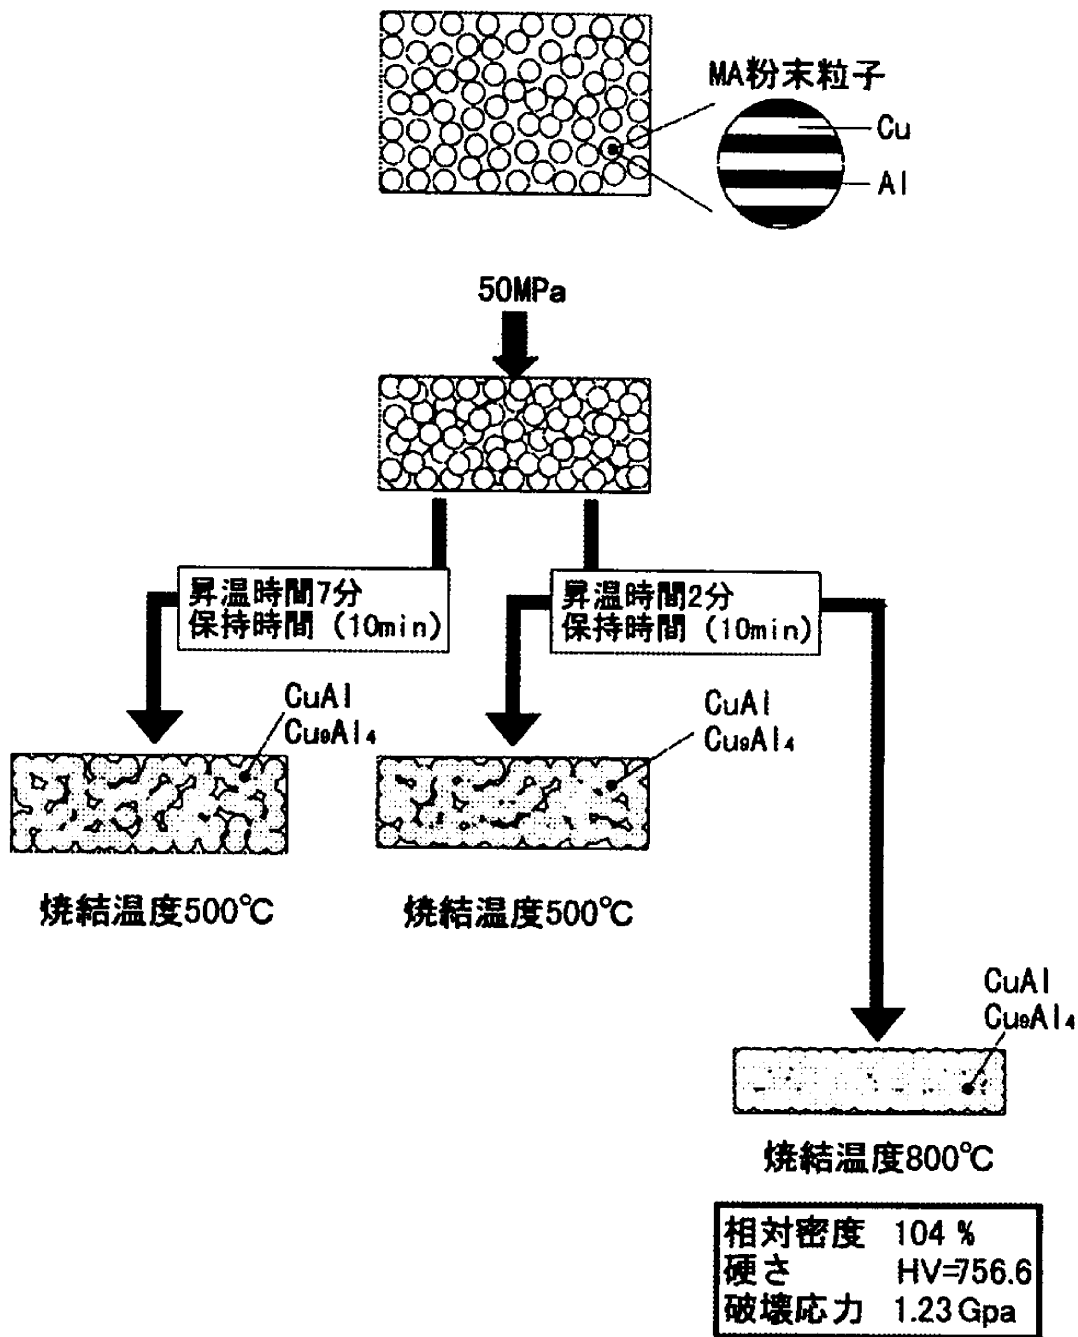 MA粉末粒子
Cu
Al
50MPa
昇温時間7分
保持時間 (10min)
昇温時間2分
保持時間 (10min)
CuAl
Cu₉Al₄
CuAl
Cu₉Al₄
焼結温度500℃
焼結温度500℃
CuAl
Cu₉Al₄
焼結温度800℃
相対密度 104 %
硬さ HV=756.6
破壊応力 1.23 Gpa